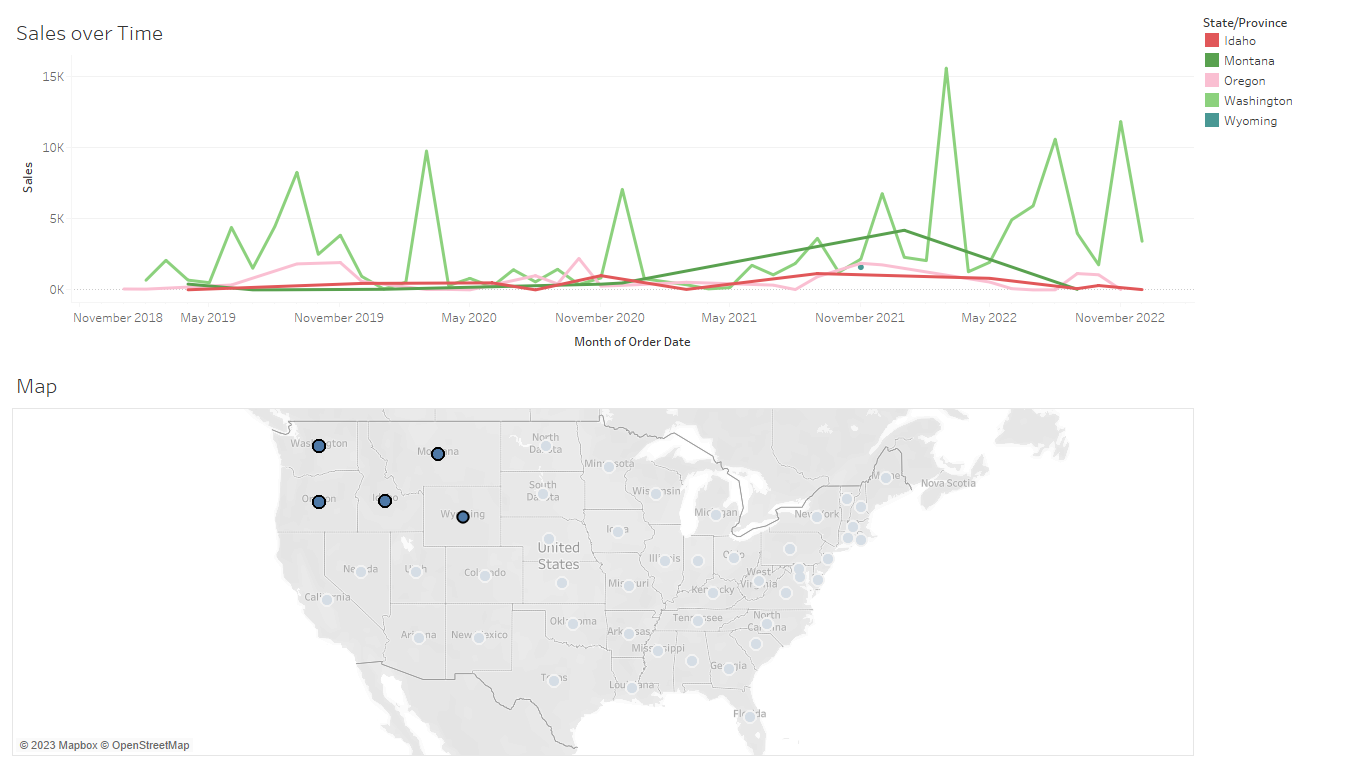 Sales over Time
State/Province
Idaho
Montana
Oregon
Washington
Wyoming
15K
10K
5K
0K
Sales
November 2018 May 2019 November 2019 May 2020 November 2020 May 2021 November 2021 May 2022 November 2022
Month of Order Date
Map
Washington
Montana
North
Dakota
Minnesota
Maine
Nova Scotia
Oregon
Idaho
South
Dakota
Wisconsin
Wyoming
Michigan
New York
Iowa
United
States
Illinois
Ohio
Nevada
Utah
Colorado
West
Virginia
Missouri
Kentucky
California
Oklahoma
Tennessee
North
Carolina
Arizona
New Mexico
Arkansas
Mississippi
Georgia
Texas
Louisiana
Florida
© 2023 Mapbox © OpenStreetMap